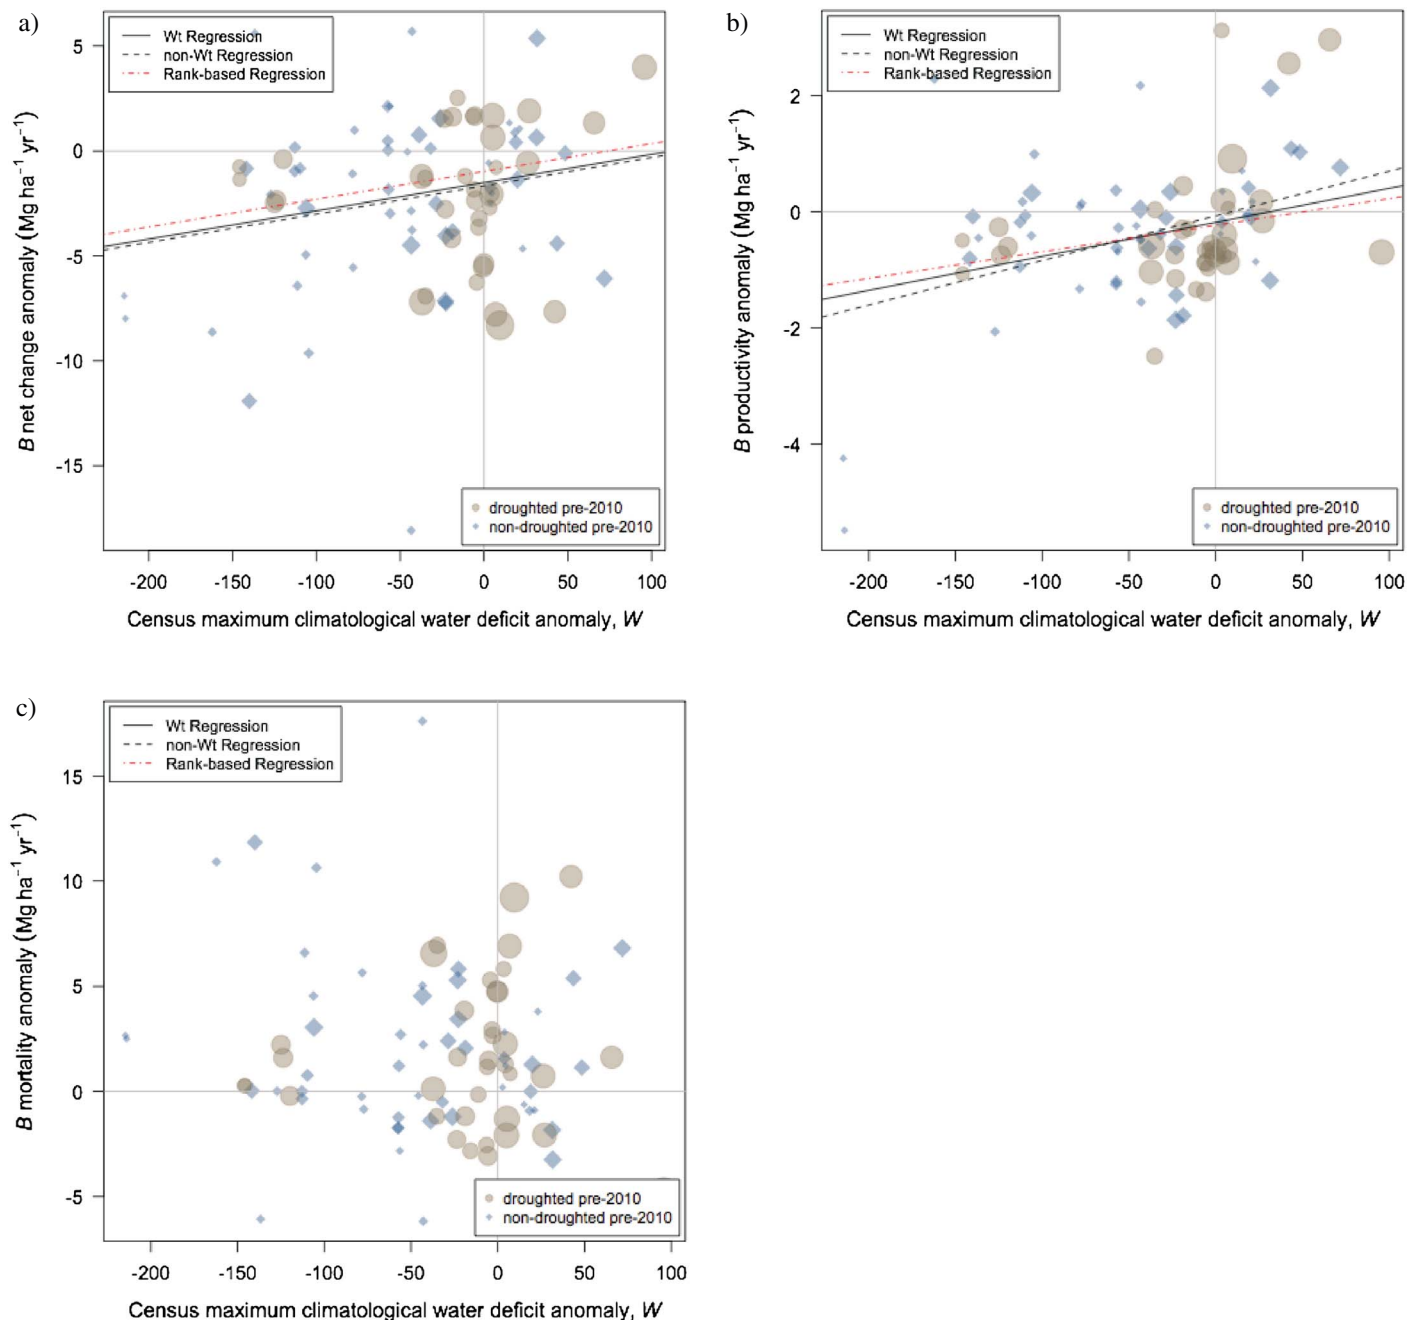 a)
Wt Regression
non-Wt Regression
Rank-based Regression
5
0
-5
-10
-15
B net change anomaly (Mg ha⁻¹ yr⁻¹)
droughted pre-2010
non-droughted pre-2010
-200 -150 -100 -50 0 50 100
Census maximum climatological water deficit anomaly, W
b)
Wt Regression
non-Wt Regression
Rank-based Regression
2
0
-2
-4
B productivity anomaly (Mg ha⁻¹ yr⁻¹)
droughted pre-2010
non-droughted pre-2010
-200 -150 -100 -50 0 50 100
Census maximum climatological water deficit anomaly, W
c)
Wt Regression
non-Wt Regression
Rank-based Regression
15
10
5
0
-5
B mortality anomaly (Mg ha⁻¹ yr⁻¹)
droughted pre-2010
non-droughted pre-2010
-200 -150 -100 -50 0 50 100
Census maximum climatological water deficit anomaly, W